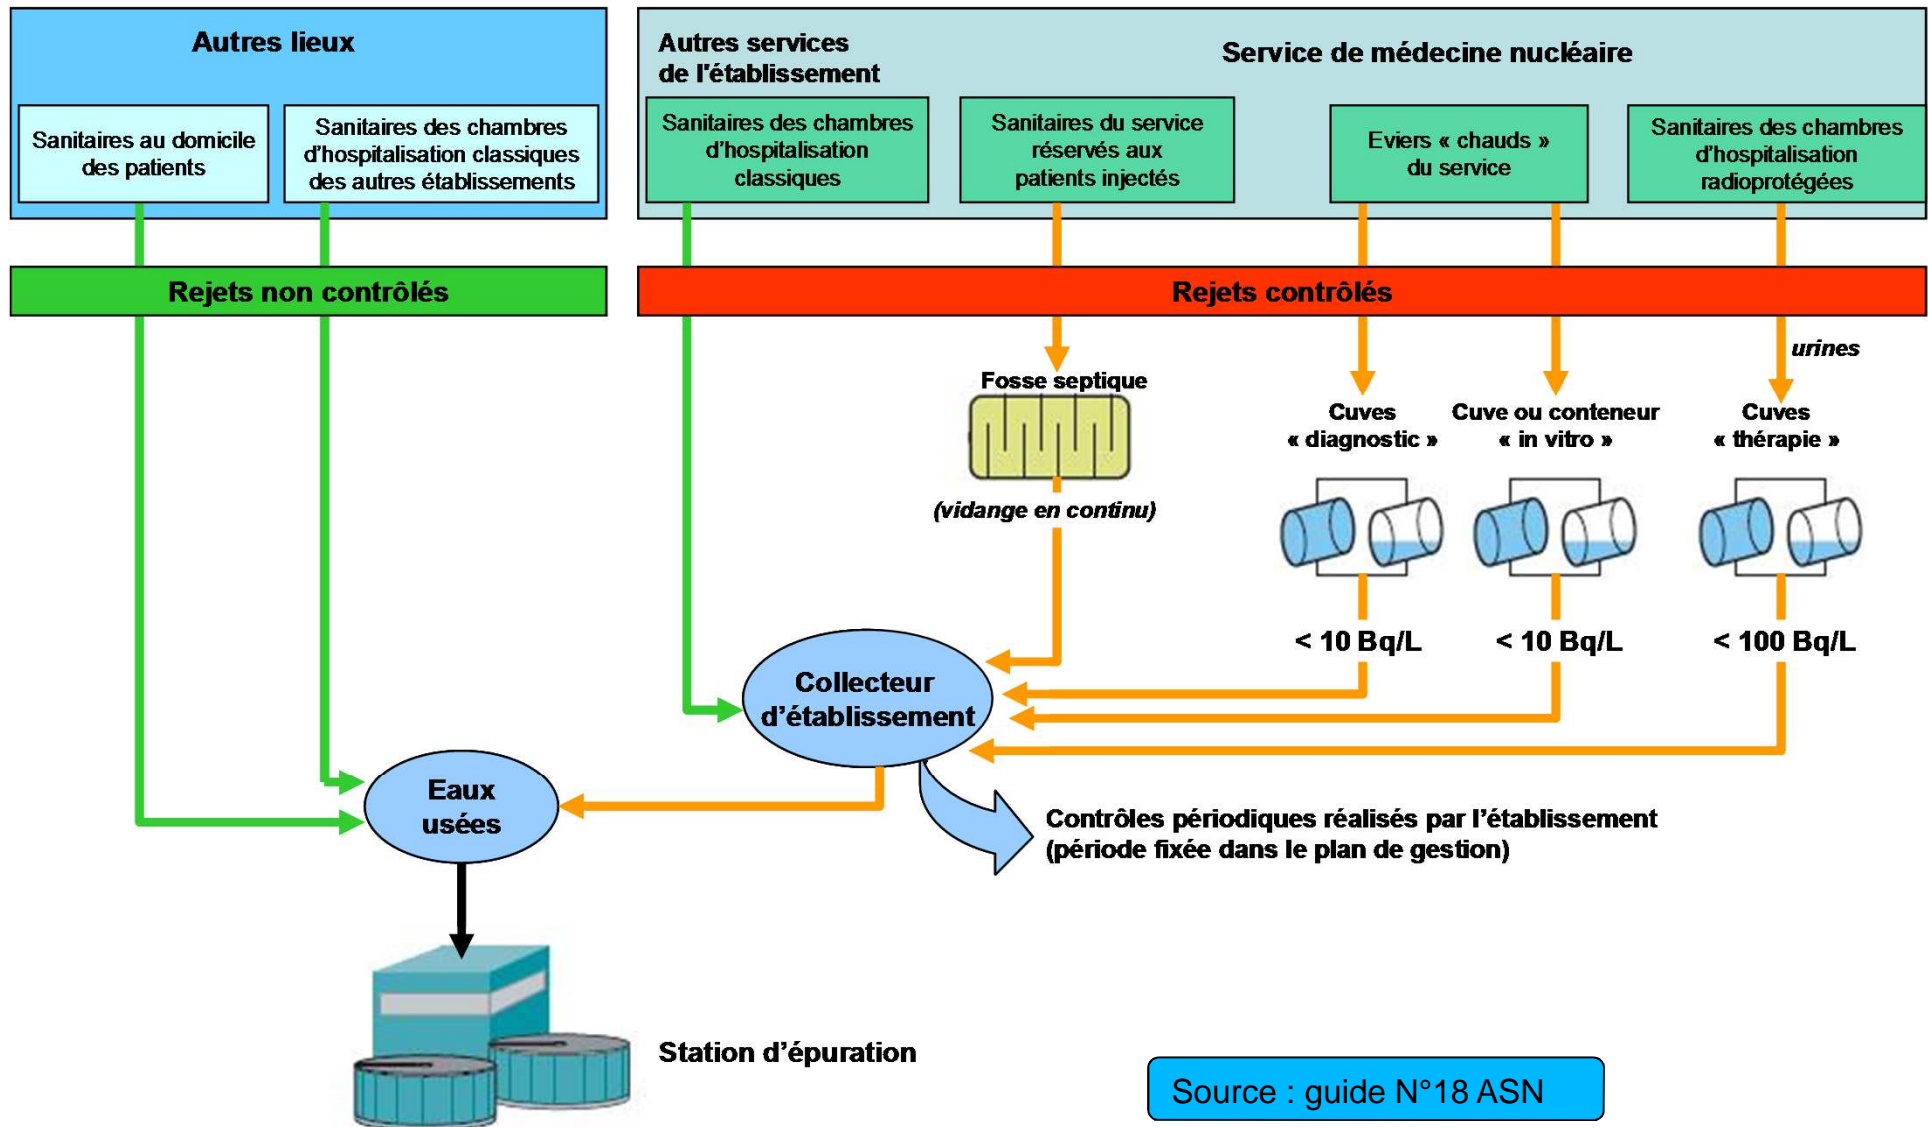 Autres lieux
Sanitaires au domicile
des patients
Sanitaires des chambres
d'hospitalisation classiques
des autres établissements
Autres services
de l'établissement
Service de médecine nucléaire
Sanitaires des chambres
d'hospitalisation
classiques
Sanitaires du service
réservés aux
patients injectés
Eviers « chauds »
du service
Sanitaires des chambres
d'hospitalisation
radioprotégées
Rejets non contrôlés
Rejets contrôlés
urines
Fosse septique
(vidange en continu)
Cuves
« diagnostic »
Cuve ou conteneur
« in vitro »
Cuves
« thérapie »
< 10 Bq/L
< 10 Bq/L
< 100 Bq/L
Collecteur
d'établissement
Eaux
usées
Contrôles périodiques réalisés par l'établissement
(période fixée dans le plan de gestion)
Station d'épuration
Source : guide N°18 ASN